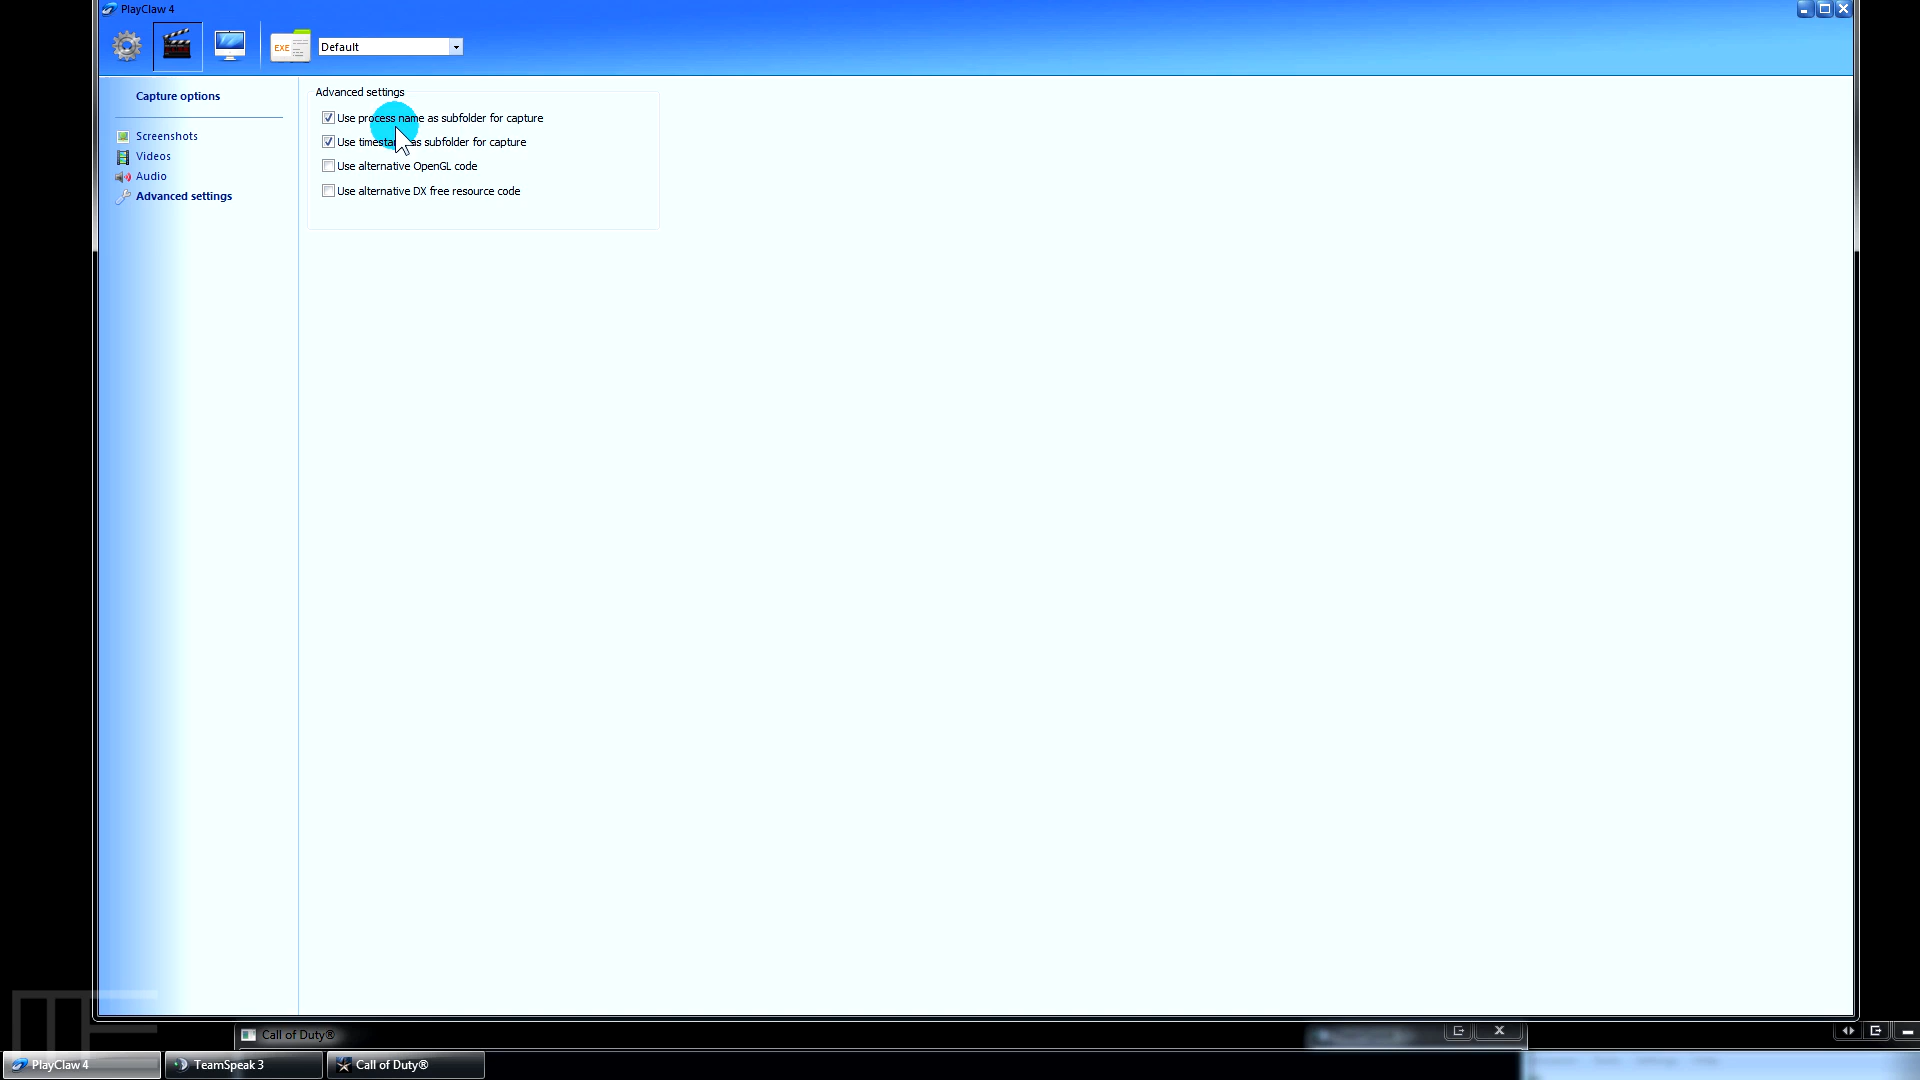 PlayClaw 4
EXE
Default
Capture options
Screenshots
Videos
Audio
Advanced settings
Advanced settings
Use process name as subfolder for capture
Use timestamp as subfolder for capture
Use alternative OpenGL code
Use alternative DX free resource code
Call of Duty®
PlayClaw 4
TeamSpeak 3
Call of Duty®